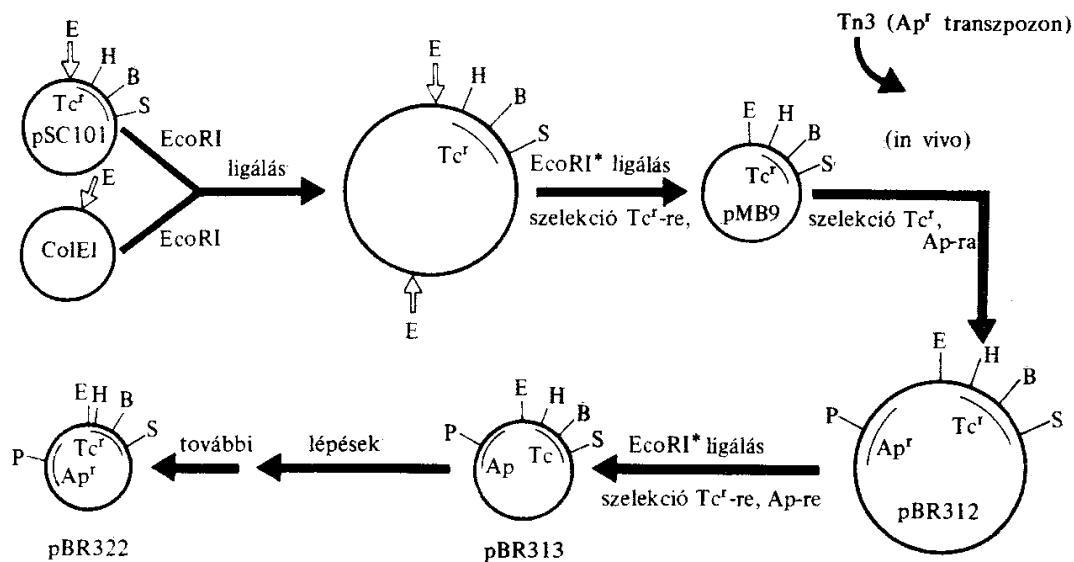 Tn3 (Apʳ transzpozon)
E
H
B
S
Tcʳ
pSC101
EcoRI
E
ColEI
EcoRI
ligálás
E
H
B
S
Tcʳ
E
EcoRI* ligálás
szelekció Tcʳ-re,
E
H
B
S
Tcʳ
pMB9
(in vivo)
szelekció Tcʳ,
Ap-ra
E
H
B
S
P
Apʳ
Tcʳ
pBR312
EcoRI* ligálás
szelekció Tcʳ-re, Ap-re
E
H
B
S
P
Ap
Tc
pBR313
lépések
további
E
H
B
S
P
Tcʳ
Apʳ
pBR322